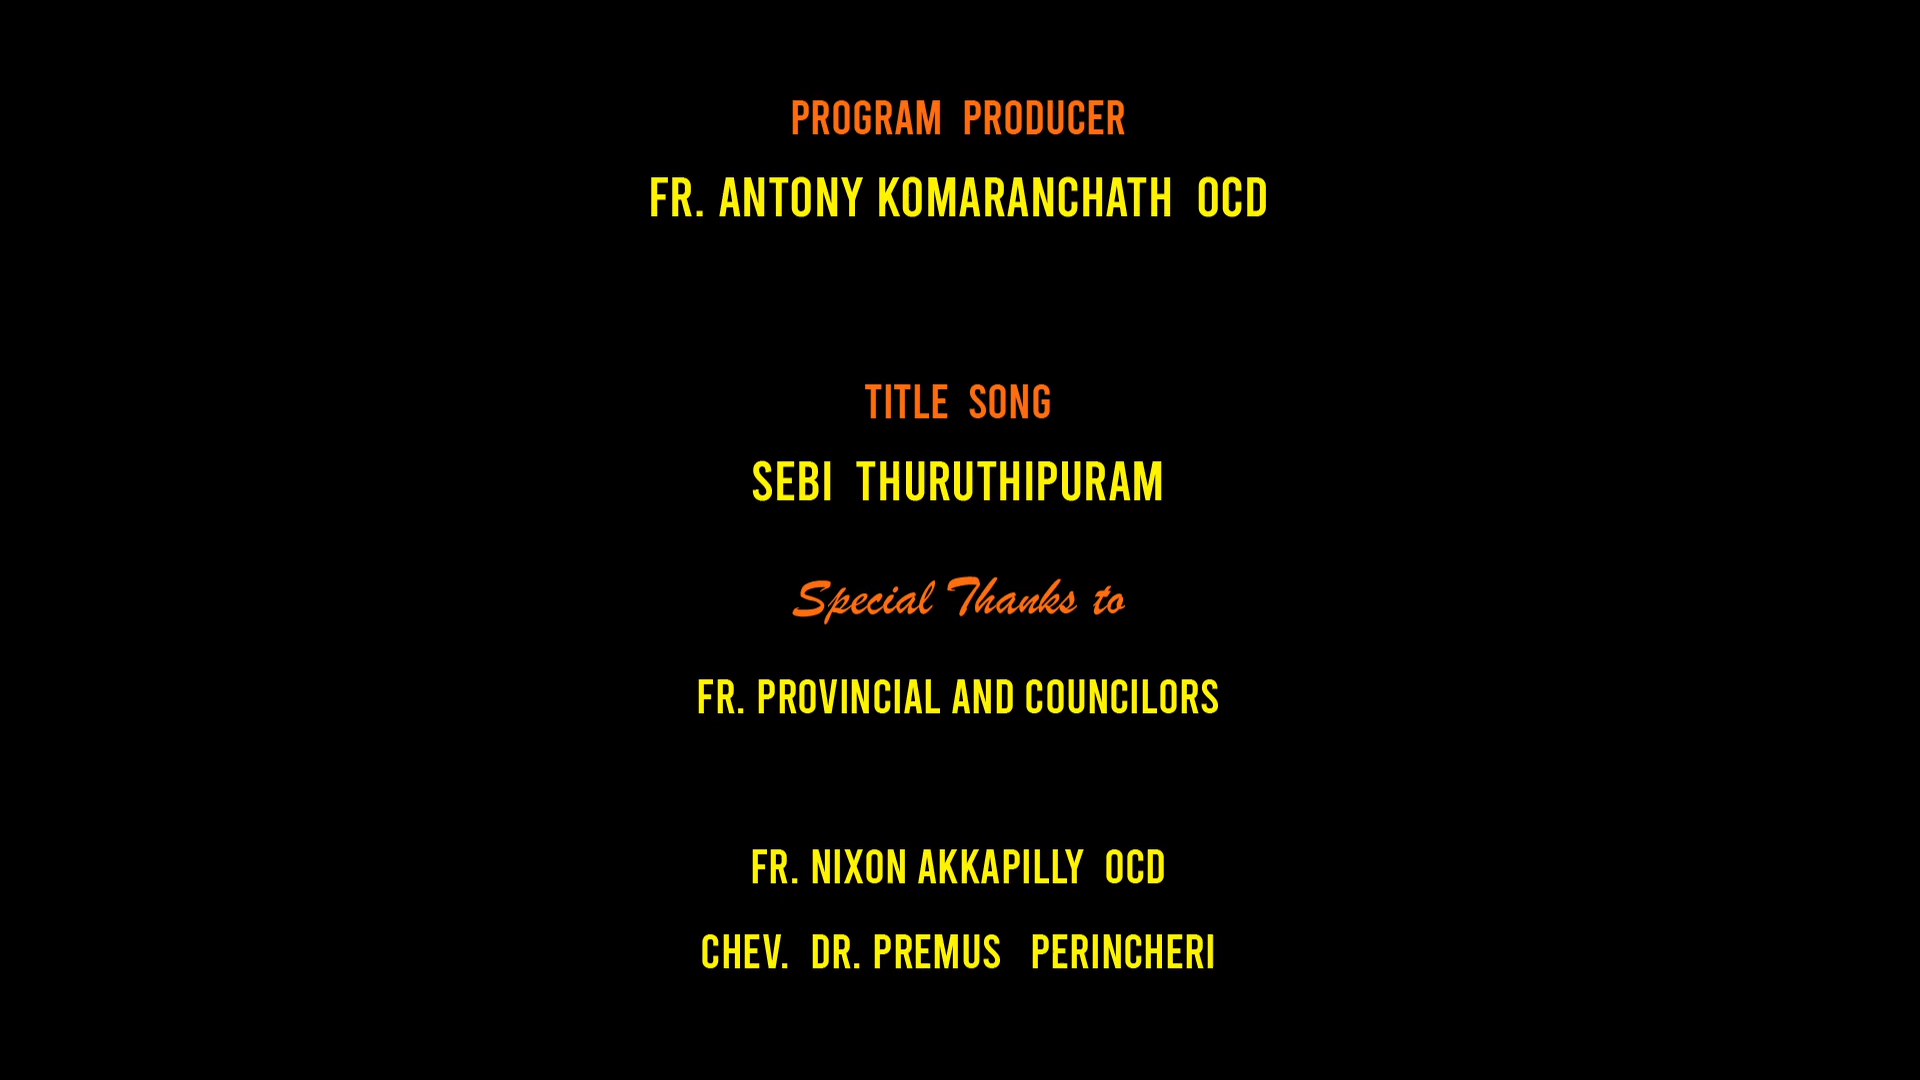 PROGRAM PRODUCER
FR. ANTONY KOMARANCHATH OCD
TITLE SONG
SEBI THURUTHIPURAM
Special Thanks to
FR. PROVINCIAL AND COUNCILORS
FR. NIXON AKKAPILLY OCD
CHEV. DR. PREMUS PERINCHERI